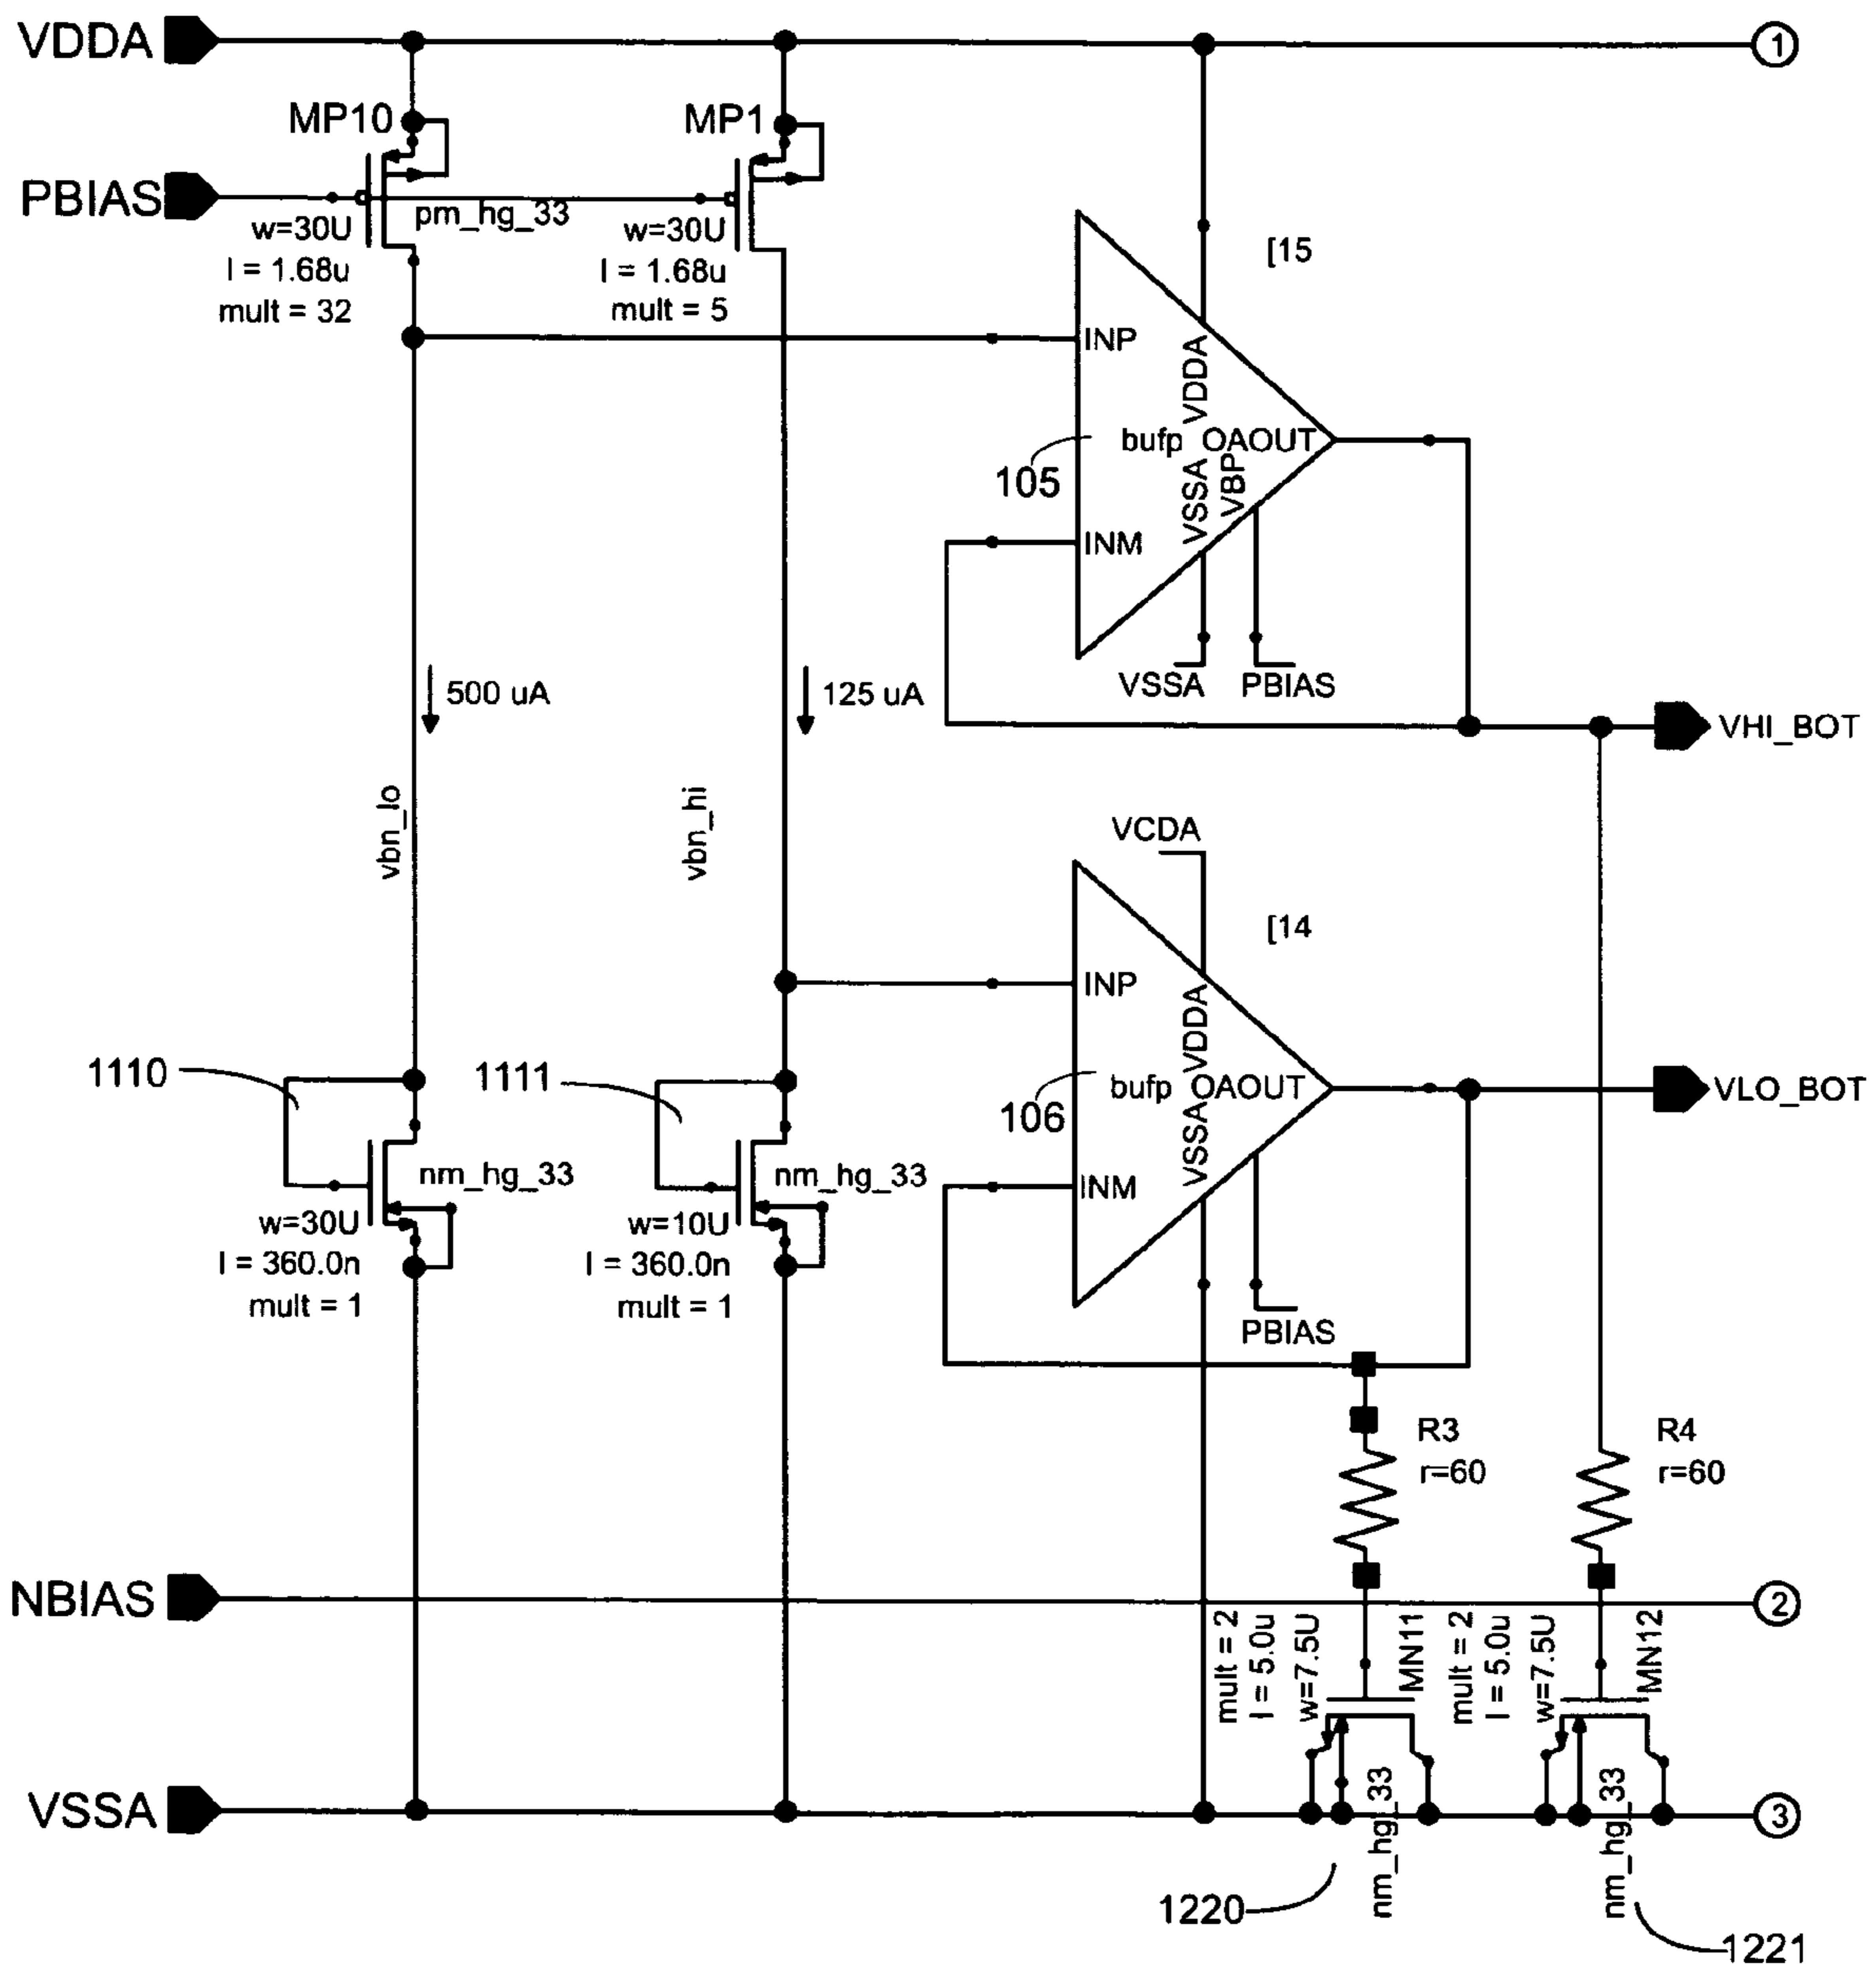 VDDA
1
MP10
MP1
PBIAS
pm_hg_33
w=30U
l = 1.68u
mult = 32
w=30U
l = 1.68u
mult = 5
[15
INP
VDDA
bufp OAOUT
105
VSSA
VBP
INM
VSSA
PBIAS
500 uA
125 uA
VHI_BOT
vbn_lo
vbn_hi
VCDA
[14
INP
VDDA
bufp OAOUT
106
VSSA
INM
VLO_BOT
1110
1111
nm_hg_33
w=30U
l = 360.0n
mult = 1
nm_hg_33
w=10U
l = 360.0n
mult = 1
PBIAS
R3
r=60
R4
r=60
NBIAS
2
mult = 2
l = 5.0u
w=7.5U
MN11
mult = 2
l = 5.0u
w=7.5U
MN12
VSSA
3
nm_hg_33
nm_hg_33
1220
1221